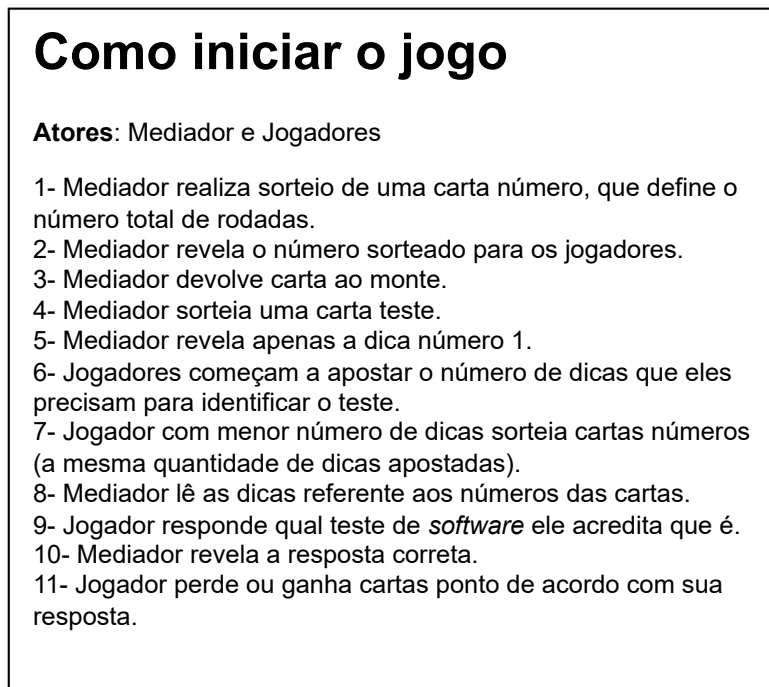 Como iniciar o jogo
Atores: Mediador e Jogadores
1- Mediador realiza sorteio de uma carta número, que define o
número total de rodadas.
2- Mediador revela o número sorteado para os jogadores.
3- Mediador devolve carta ao monte.
4- Mediador sorteia uma carta teste.
5- Mediador revela apenas a dica número 1.
6- Jogadores começam a apostar o número de dicas que eles
precisam para identificar o teste.
7- Jogador com menor número de dicas sorteia cartas números
(a mesma quantidade de dicas apostadas).
8- Mediador lê as dicas referente aos números das cartas.
9- Jogador responde qual teste de software ele acredita que é.
10- Mediador revela a resposta correta.
11- Jogador perde ou ganha cartas ponto de acordo com sua
resposta.